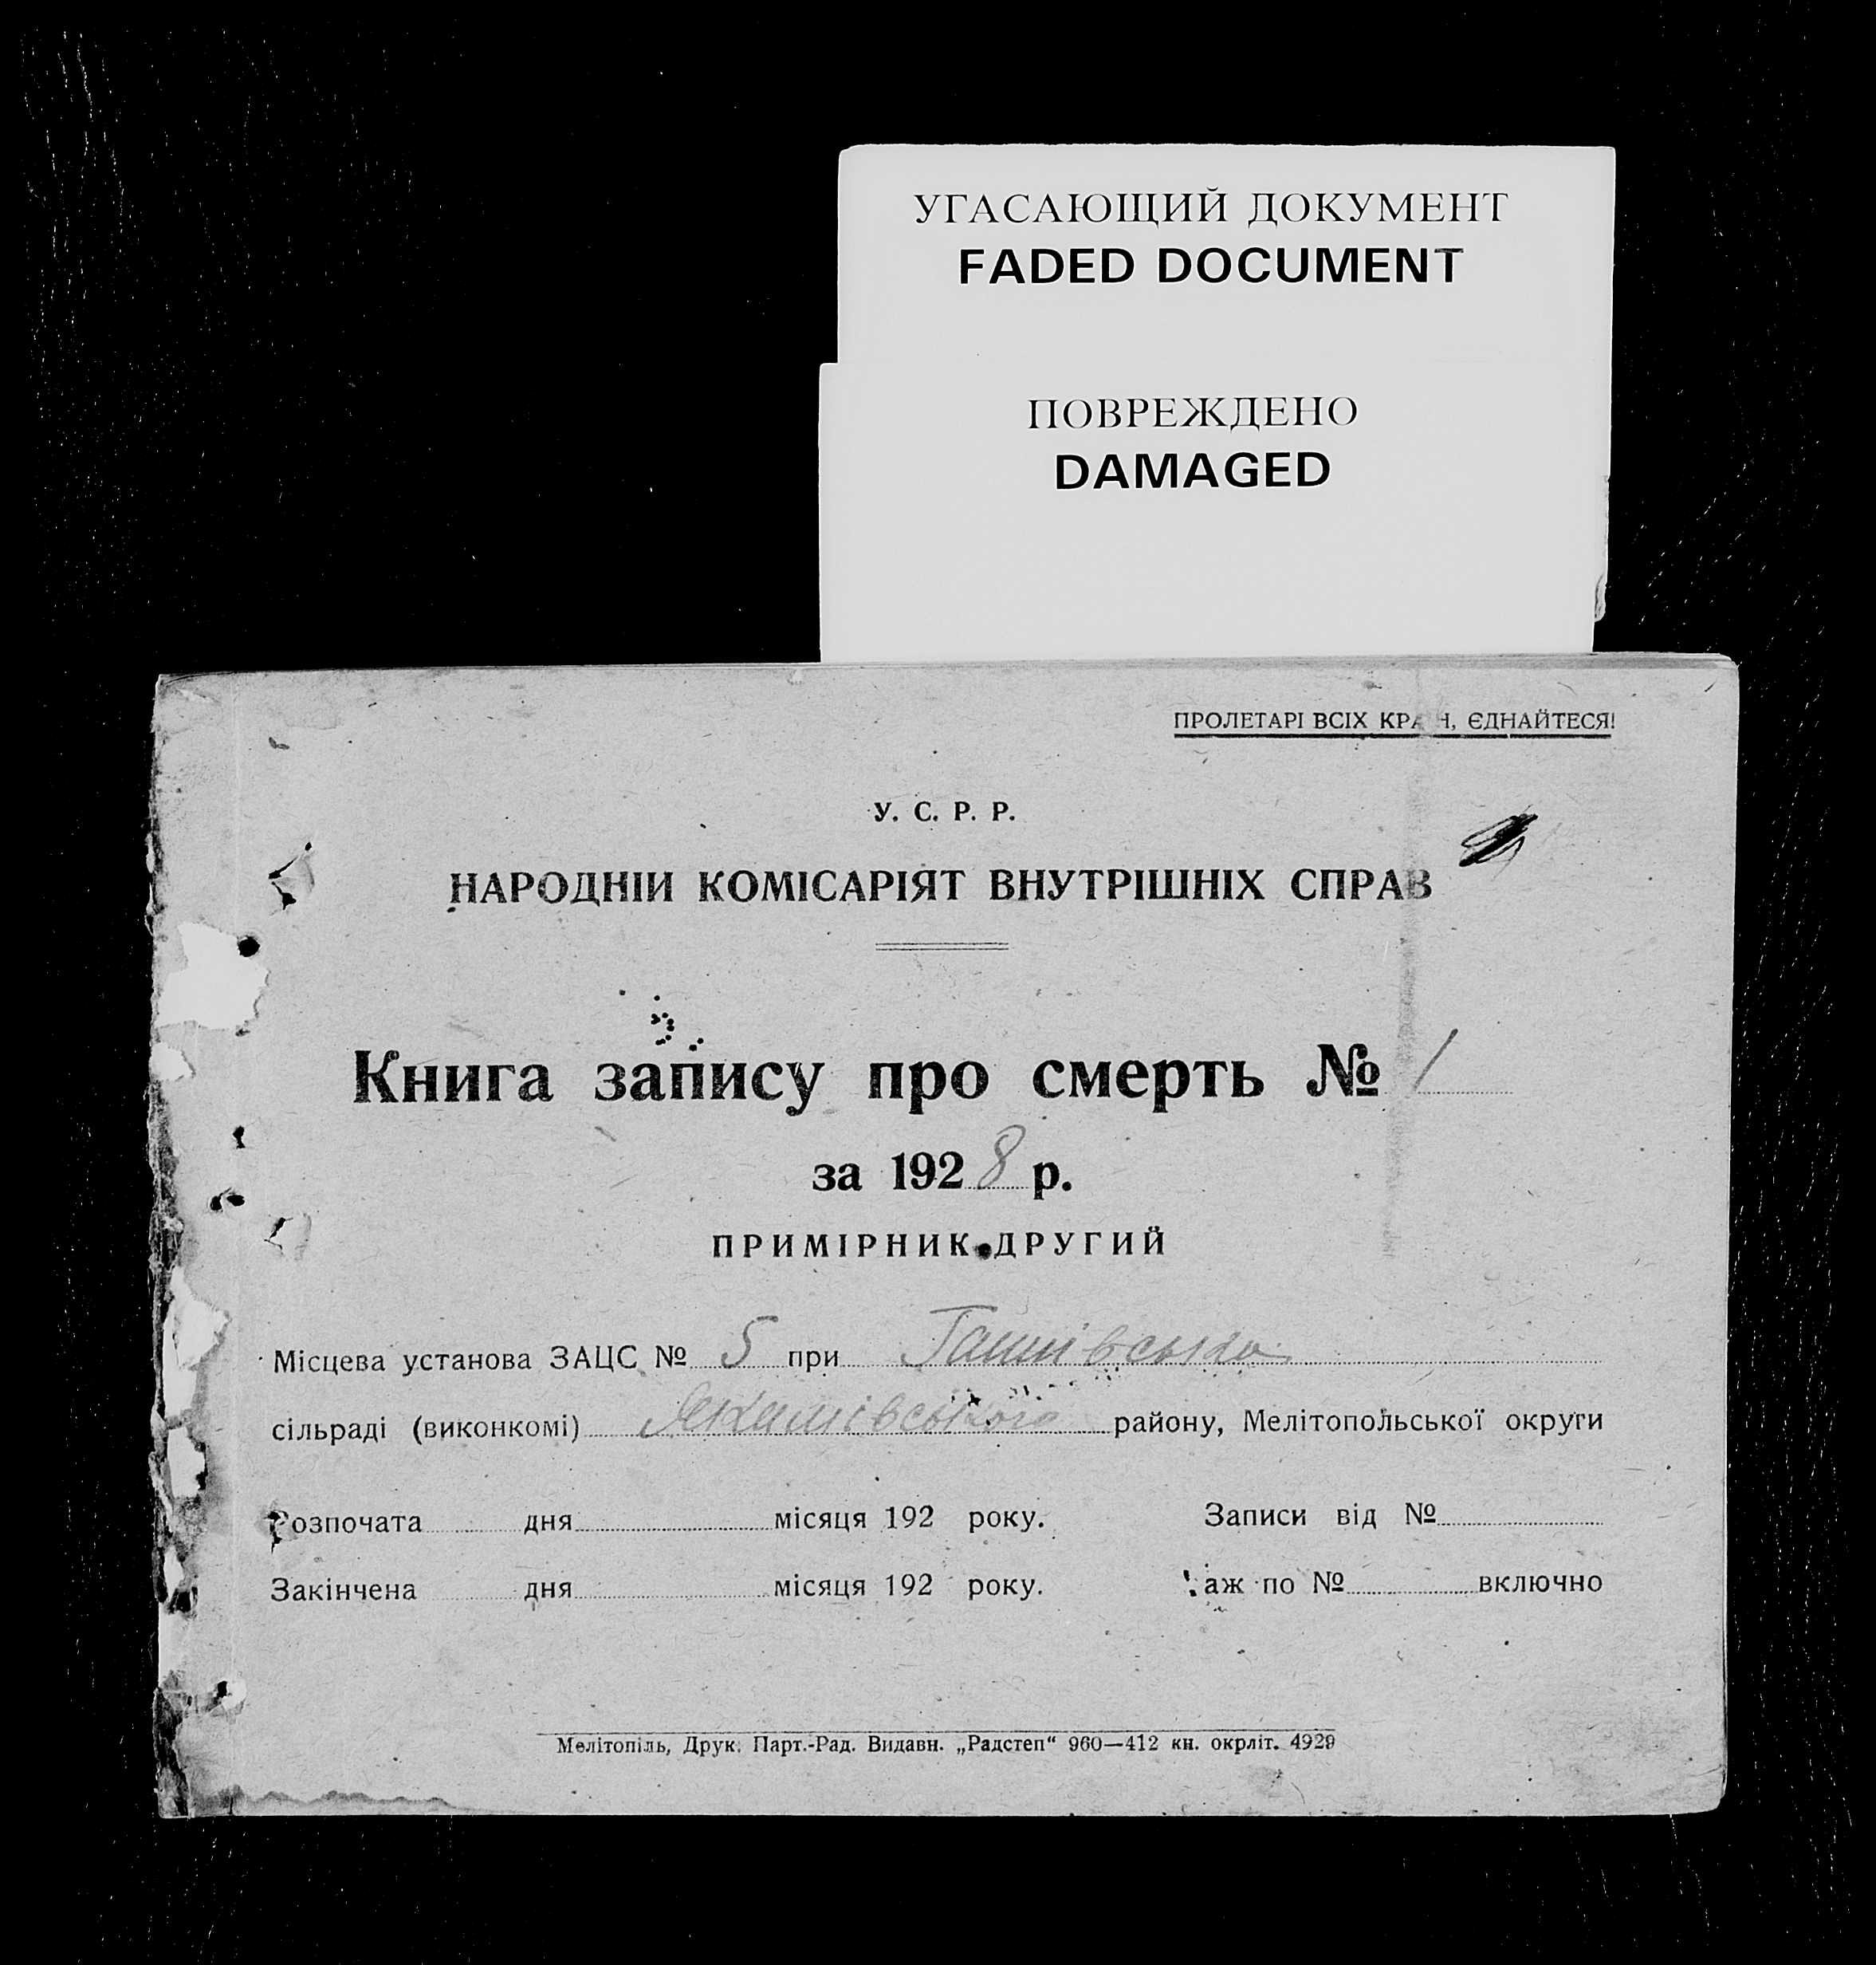 УГАСАЮЩИЙ ДОКУМЕНТ
FADED DOCUMENT
ПОВРЕЖДЕНО
DAMAGED
ПРОЛЕТАРІ ВСІХ КРАЇН, ЄДНАЙТЕСЯ!
У. С. Р. Р.
НАРОДНІЙ КОМІСАРІЯТ ВНУТРІШНІХ СПРАВ
Книга запису про смерть № 1
за 1928 р.
ПРИМІРНИК ДРУГИЙ
Місцева установа ЗАЦС № 5 при
сільраді (виконкомі) Якимівського району, Мелітопольської округи
Розпочата дня місяця 192 року. Записи від №
Закінчена дня місяця 192 року. аж по № включно
Мелітопіль, Друк. Парт.-Рад. Видавн. „Радстеп“ 960—412 кн. окрліт. 4929